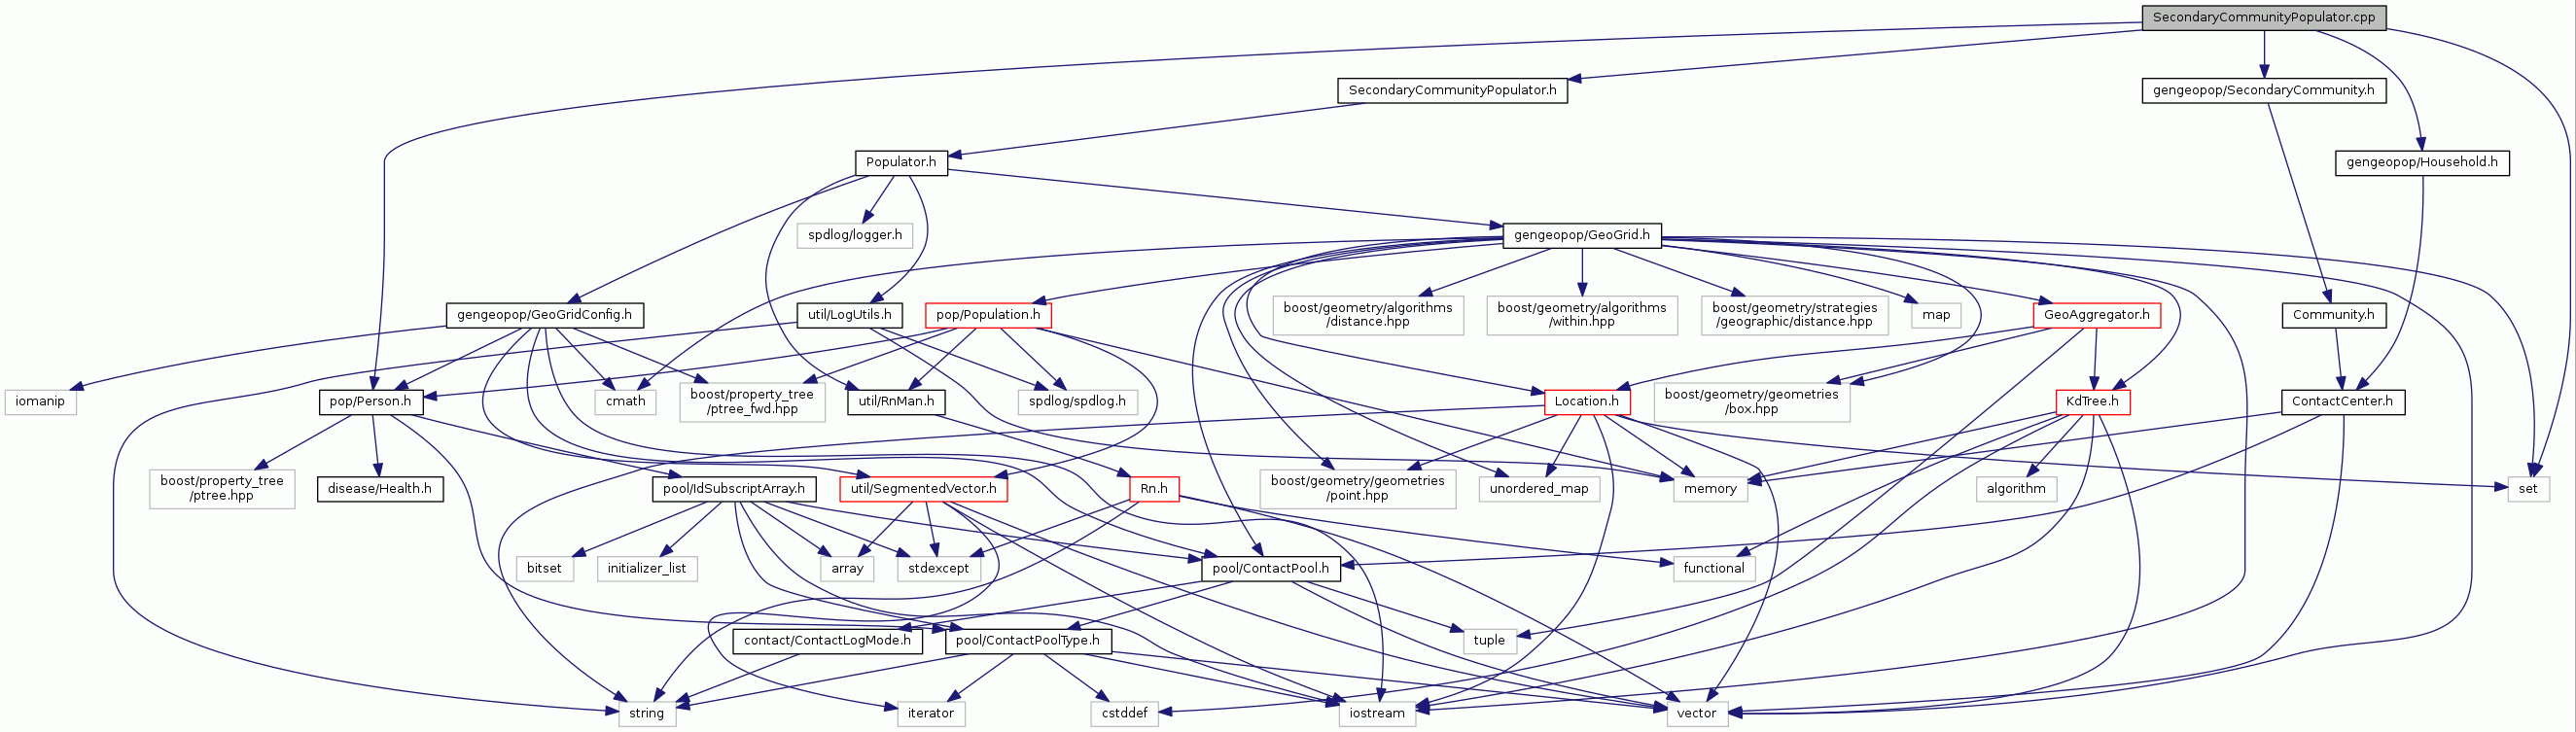 SecondaryCommunityPopulator.cpp
SecondaryCommunityPopulator.h
gengeopop/SecondaryCommunity.h
Populator.h
gengeopop/Household.h
spdlog/logger.h
gengeopop/GeoGrid.h
gengeopop/GeoGridConfig.h
util/LogUtils.h
pop/Population.h
boost/geometry/algorithms
/distance.hpp
boost/geometry/algorithms
/within.hpp
boost/geometry/strategies
/geographic/distance.hpp
map
GeoAggregator.h
Community.h
iomanip
pop/Person.h
cmath
boost/property_tree
/ptree_fwd.hpp
util/RnMan.h
spdlog/spdlog.h
Location.h
boost/geometry/geometries
/box.hpp
KdTree.h
ContactCenter.h
boost/property_tree
/ptree.hpp
disease/Health.h
pool/IdSubscriptArray.h
util/SegmentedVector.h
Rn.h
boost/geometry/geometries
/point.hpp
unordered_map
memory
algorithm
set
bitset
initializer_list
array
stdexcept
pool/ContactPool.h
functional
contact/ContactLogMode.h
pool/ContactPoolType.h
tuple
string
iterator
cstddef
iostream
vector